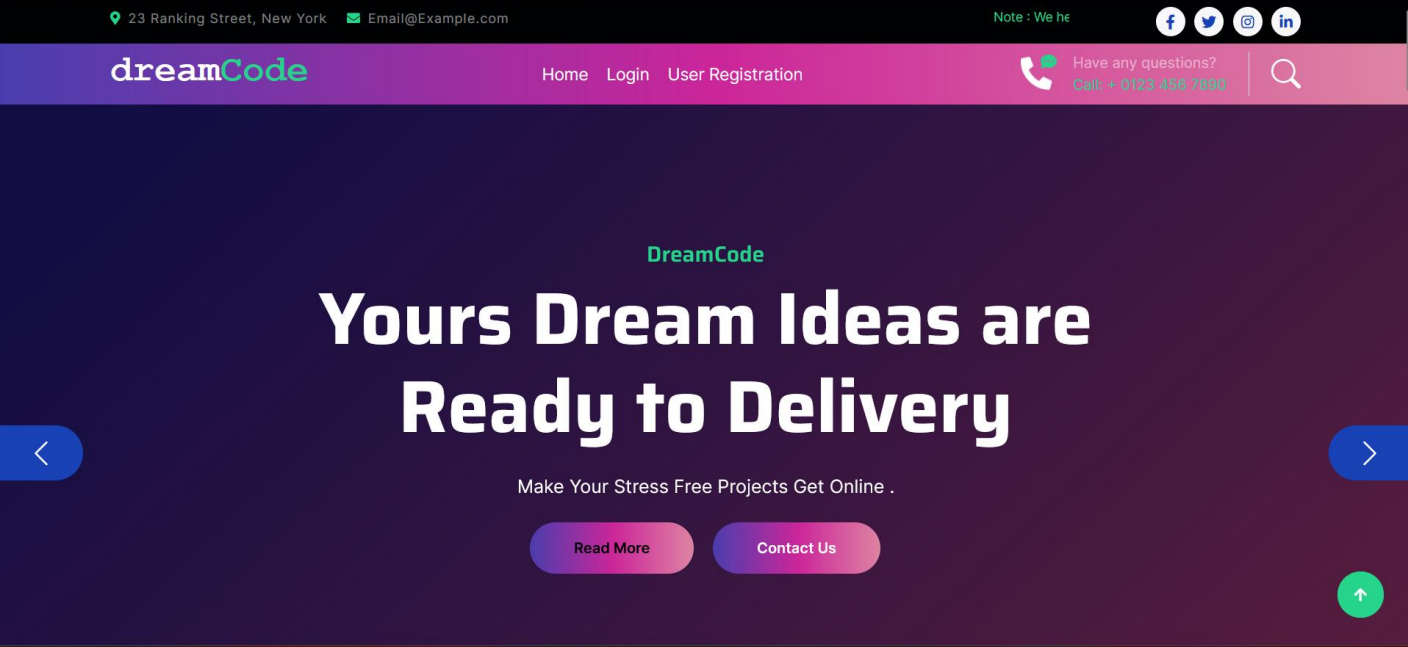 23 Ranking Street, New York Email@Example.com Note : We he
dreamCode Home Login User Registration Have any questions?
Call: + 0123 456 7890
DreamCode
Yours Dream Ideas are
Ready to Delivery
Make Your Stress Free Projects Get Online .
Read More Contact Us